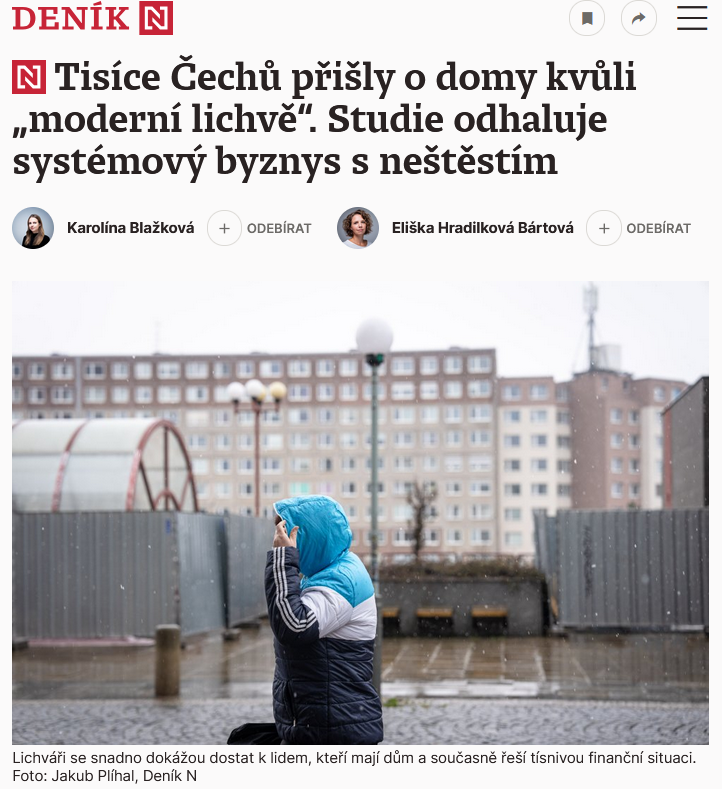 DENÍK N
N Tisíce Čechů přišly o domy kvůli
„moderní lichvě“. Studie odhaluje
systémový byznys s neštěstím
Karolína Blažková + ODEBÍRAT Eliška Hradilková Bártová + ODEBÍRAT
Lichváři se snadno dokážou dostat k lidem, kteří mají dům a současně řeší tísnivou finanční situaci.
Foto: Jakub Plíhal, Deník N